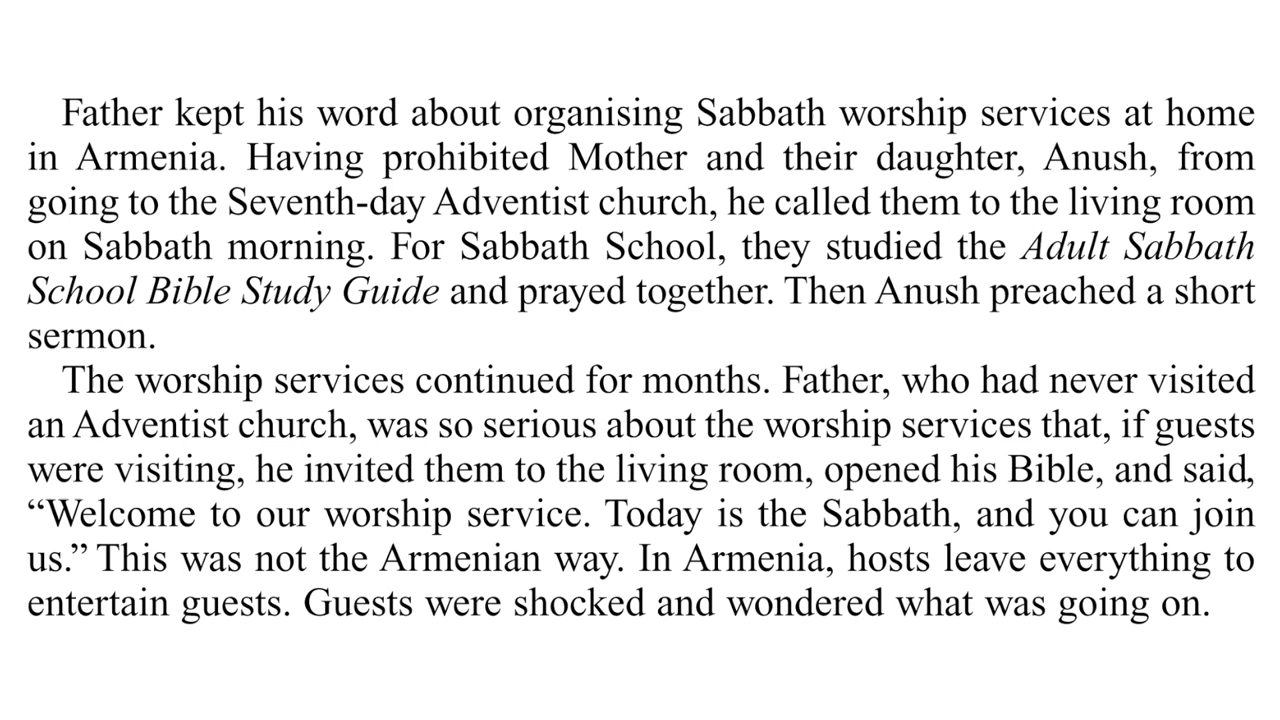 Father kept his word about organising Sabbath worship services at home
in Armenia. Having prohibited Mother and their daughter, Anush, from
going to the Seventh-day Adventist church, he called them to the living room
on Sabbath morning. For Sabbath School, they studied the Adult Sabbath
School Bible Study Guide and prayed together. Then Anush preached a short
sermon.
The worship services continued for months. Father, who had never visited
an Adventist church, was so serious about the worship services that, if guests
were visiting, he invited them to the living room, opened his Bible, and said,
“Welcome to our worship service. Today is the Sabbath, and you can join
us.” This was not the Armenian way. In Armenia, hosts leave everything to
entertain guests. Guests were shocked and wondered what was going on.